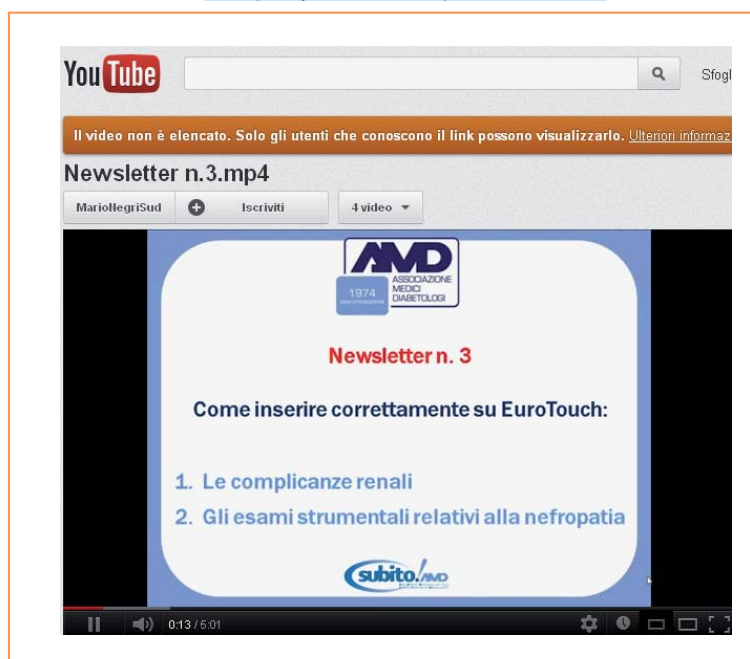 You Tube
Sfogl
Il video non è elencato. Solo gli utenti che conoscono il link possono visualizzarlo. Ulteriori informaz
Newsletter n.3.mp4
MarioNegriSud Iscriviti 4 video
AMD
ASSOCIAZIONE
MEDICI
DIABETOLOGI
1974
Newsletter n. 3
Come inserire correttamente su EuroTouch:
1. Le complicanze renali
2. Gli esami strumentali relativi alla nefropatia
subito! AMD
0:13 / 5:01